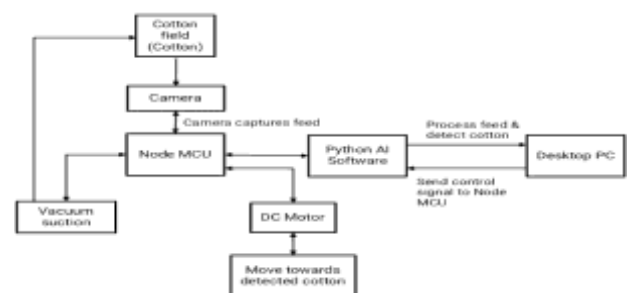 Cotton
field
(Cotton)
Camera
Camera captures feed
Node MCU
Python AI
Software
Process feed &
detect cotton
Desktop PC
Send control
signal to Node
MCU
Vacuum
suction
DC Motor
Move towards
detected cotton